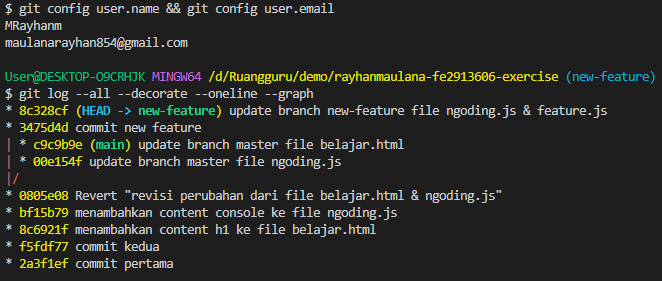 $ git config user.name && git config user.email
MRayhanm
maulanarayhan854@gmail.com
User@DESKTOP-O9CRHJK MINGW64 /d/Ruangguru/demo/rayhanmaulana-fe2913606-exercise (new-feature)
$ git log --all --decorate --oneline --graph
* 8c328cf (HEAD -> new-feature) update branch new-feature file ngoding.js & feature.js
* 3475d4d commit new feature
| * c9c9b9e (main) update branch master file belajar.html
| * 00e154f update branch master file ngoding.js
|/
* 0805e08 Revert "revisi perubahan dari file belajar.html & ngoding.js"
* bf15b79 menambahkan content console ke file ngoding.js
* 8c6921f menambahkan content h1 ke file belajar.html
* f5fdf77 commit kedua
* 2a3f1ef commit pertama